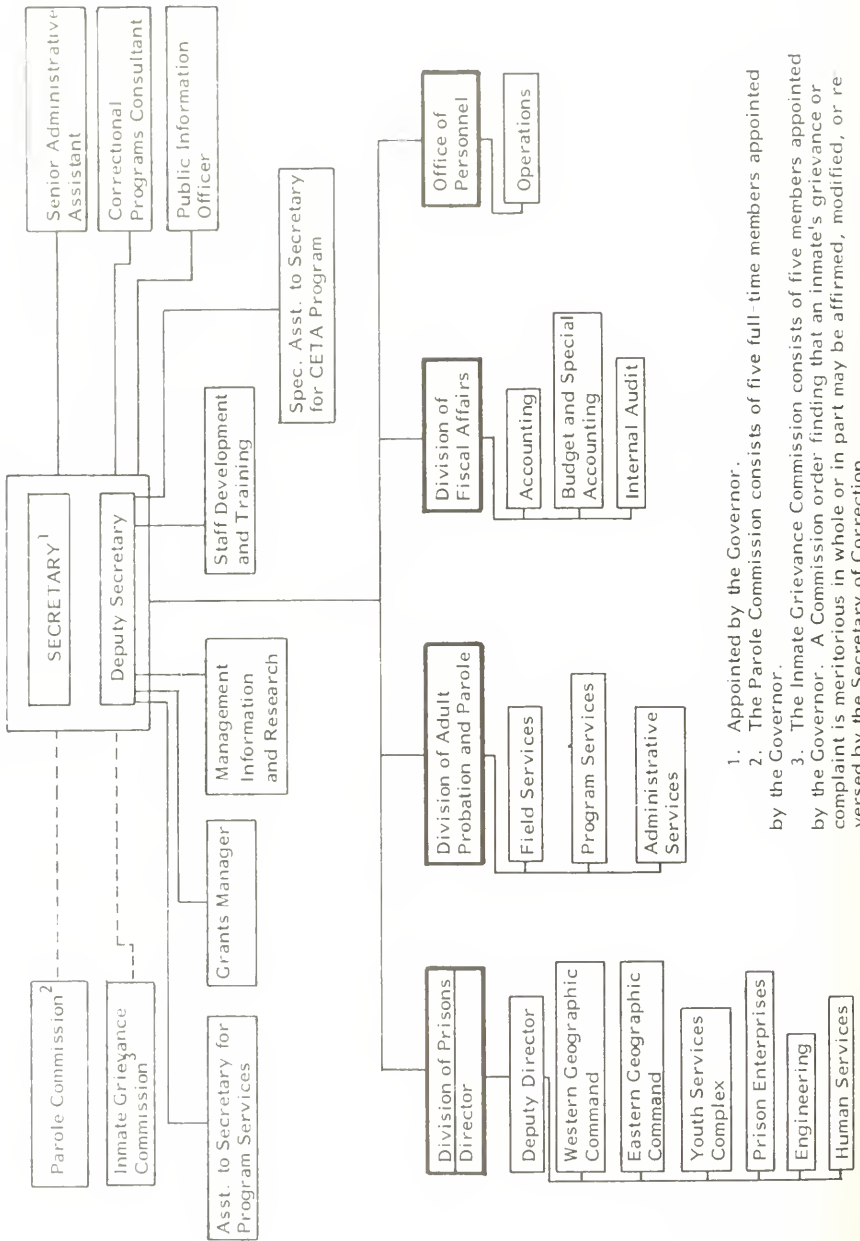 Parole Commission2
Inmate Grievance
Commission3
SECRETARY1
Deputy Secretary
Senior Administrative
Assistant
Correctional
Programs Consultant
Public Information
Officer
Asst. to Secretary for
Program Services
Grants Manager
Management
Information
and Research
Staff Development
and Training
Spec. Asst. to Secretary
for CETA Program
Division of Prisons
Director
Deputy Director
Western Geographic
Command
Eastern Geographic
Command
Youth Services
Complex
Prison Enterprises
Engineering
Human Services
Division of Adult
Probation and Parole
Field Services
Program Services
Administrative
Services
Division of
Fiscal Affairs
Accounting
Budget and Special
Accounting
Internal Audit
Office of
Personnel
Operations
1. Appointed by the Governor.
2. The Parole Commission consists of five full-time members appointed
by the Governor.
3. The Inmate Grievance Commission consists of five members appointed
by the Governor. A Commission order finding that an inmate's grievance or
complaint is meritorious in whole or in part may be affirmed, modified, or re-
versed by the Secretary of Correction